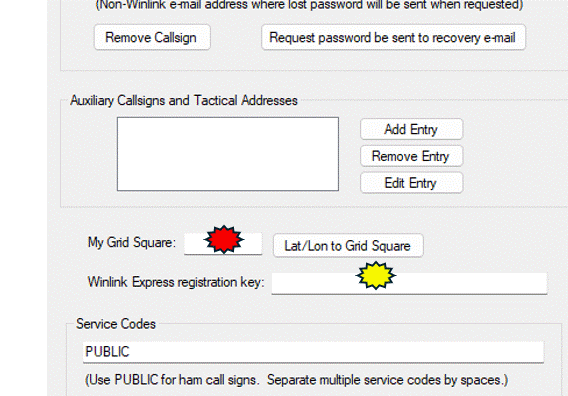 (Non-Winlink e-mail address where lost password will be sent when requested)
Remove Callsign Request password be sent to recovery e-mail
Auxiliary Callsigns and Tactical Addresses
Add Entry
Remove Entry
Edit Entry
My Grid Square: Lat/Lon to Grid Square
Winlink Express registration key:
Service Codes
PUBLIC
(Use PUBLIC for ham call signs.  Separate multiple service codes by spaces.)